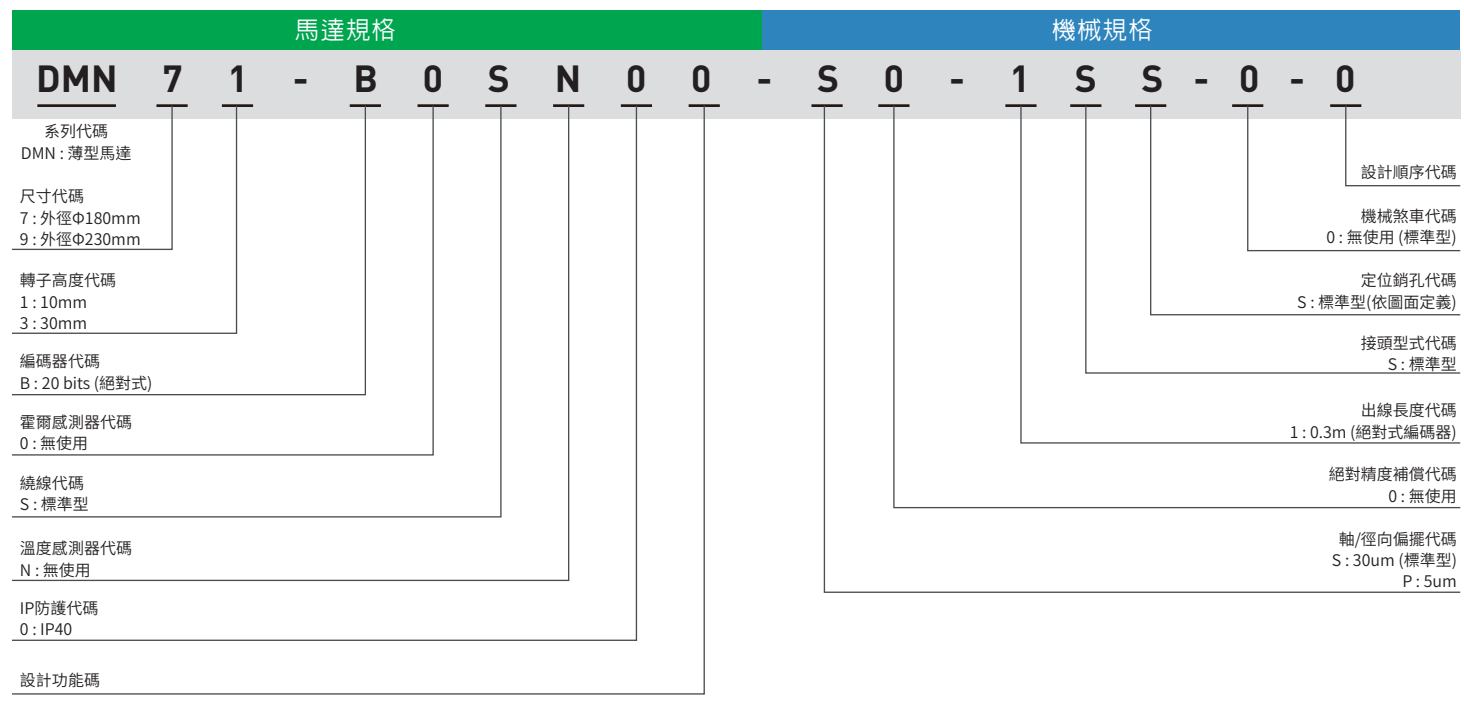 馬達規格
機械規格
DMN 7 1 - B 0 S N 0 0 - S 0 - 1 S S - 0 - 0
系列代碼
DMN : 薄型馬達
尺寸代碼
7 : 外徑Φ180mm
9 : 外徑Φ230mm
轉子高度代碼
1 : 10mm
3 : 30mm
編碼器代碼
B : 20 bits (絕對式)
霍爾感測器代碼
0 : 無使用
繞線代碼
S : 標準型
溫度感測器代碼
N : 無使用
IP防護代碼
0 : IP40
設計功能碼
設計順序代碼
機械煞車代碼
0 : 無使用 (標準型)
定位銷孔代碼
S : 標準型(依圖面定義)
接頭型式代碼
S : 標準型
出線長度代碼
1 : 0.3m (絕對式編碼器)
絕對精度補償代碼
0 : 無使用
軸/徑向偏擺代碼
S : 30um (標準型)
P : 5um